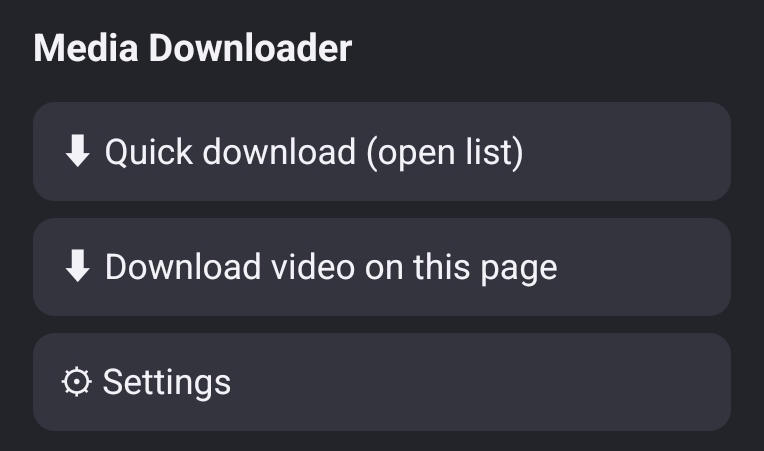 Media Downloader
⬇ Quick download (open list)
⬇ Download video on this page
⚙ Settings